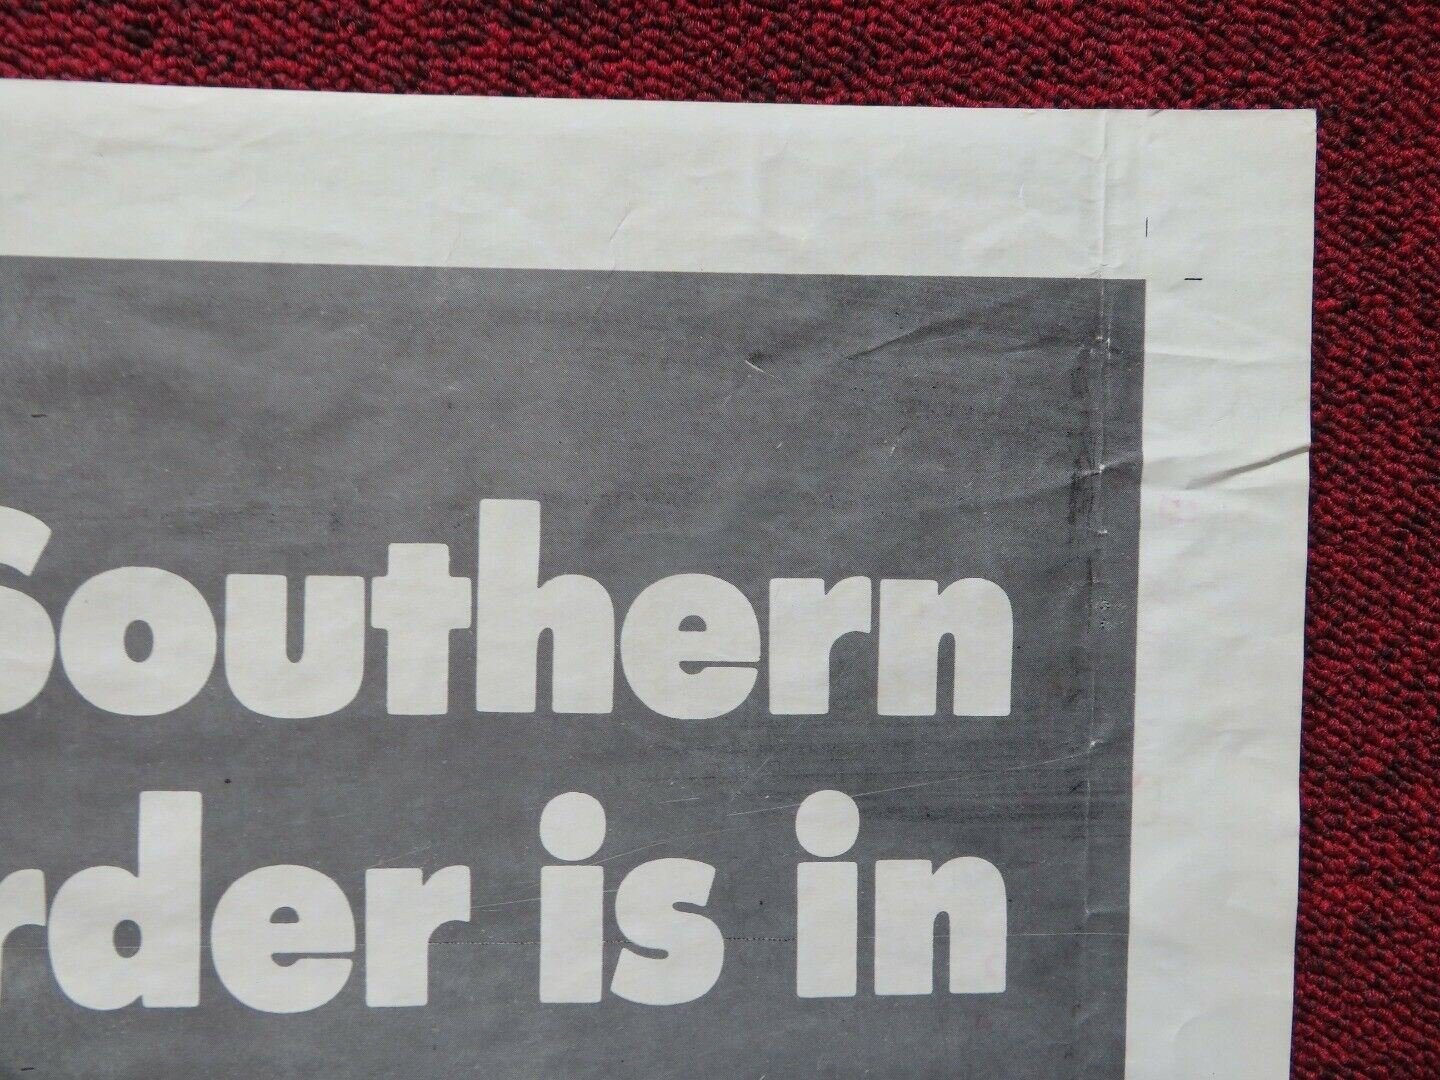 Southern
rder is in